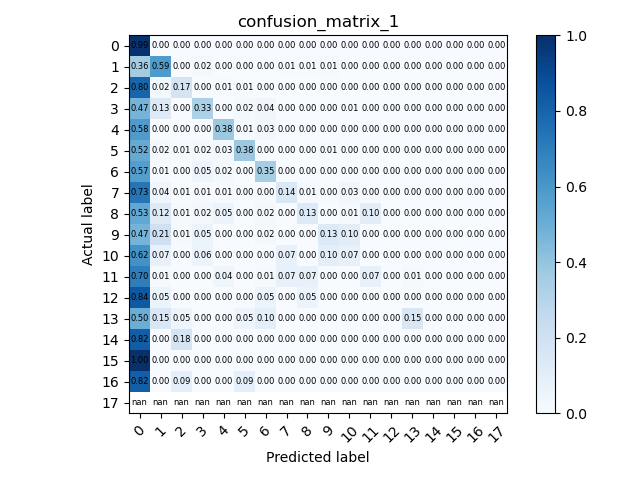 confusion_matrix_1
0 0.99 0.00 0.00 0.00 0.00 0.00 0.00 0.00 0.00 0.00 0.00 0.00 0.00 0.00 0.00 0.00 0.00 0.00
1 0.36 0.59 0.00 0.02 0.00 0.00 0.00 0.01 0.01 0.01 0.00 0.00 0.00 0.00 0.00 0.00 0.00 0.00
2 0.80 0.02 0.17 0.00 0.01 0.01 0.00 0.00 0.00 0.00 0.00 0.00 0.00 0.00 0.00 0.00 0.00 0.00
3 0.47 0.13 0.00 0.33 0.00 0.02 0.04 0.00 0.00 0.00 0.01 0.00 0.00 0.00 0.00 0.00 0.00 0.00
4 0.58 0.00 0.00 0.00 0.38 0.01 0.03 0.00 0.00 0.00 0.00 0.00 0.00 0.00 0.00 0.00 0.00 0.00
5 0.52 0.02 0.01 0.02 0.03 0.38 0.00 0.00 0.00 0.01 0.00 0.00 0.00 0.00 0.00 0.00 0.00 0.00
6 0.57 0.01 0.00 0.05 0.02 0.00 0.35 0.00 0.00 0.00 0.00 0.00 0.00 0.00 0.00 0.00 0.00 0.00
7 0.73 0.04 0.01 0.01 0.01 0.00 0.00 0.14 0.01 0.00 0.03 0.00 0.00 0.00 0.00 0.00 0.00 0.00
8 0.53 0.12 0.01 0.02 0.05 0.00 0.02 0.00 0.13 0.00 0.01 0.10 0.00 0.00 0.00 0.00 0.00 0.00
9 0.47 0.21 0.01 0.05 0.00 0.00 0.02 0.00 0.00 0.13 0.10 0.00 0.00 0.00 0.00 0.00 0.00 0.00
10 0.62 0.07 0.00 0.06 0.00 0.00 0.00 0.07 0.00 0.10 0.07 0.00 0.00 0.00 0.00 0.00 0.00 0.00
11 0.70 0.01 0.00 0.00 0.04 0.00 0.01 0.07 0.07 0.00 0.00 0.07 0.00 0.01 0.00 0.00 0.00 0.00
12 0.84 0.05 0.00 0.00 0.00 0.00 0.05 0.00 0.05 0.00 0.00 0.00 0.00 0.00 0.00 0.00 0.00 0.00
13 0.50 0.15 0.05 0.00 0.00 0.05 0.10 0.00 0.00 0.00 0.00 0.00 0.00 0.15 0.00 0.00 0.00 0.00
14 0.82 0.00 0.18 0.00 0.00 0.00 0.00 0.00 0.00 0.00 0.00 0.00 0.00 0.00 0.00 0.00 0.00 0.00
15 1.00 0.00 0.00 0.00 0.00 0.00 0.00 0.00 0.00 0.00 0.00 0.00 0.00 0.00 0.00 0.00 0.00 0.00
16 0.82 0.00 0.09 0.00 0.00 0.09 0.00 0.00 0.00 0.00 0.00 0.00 0.00 0.00 0.00 0.00 0.00 0.00
17 nan nan nan nan nan nan nan nan nan nan nan nan nan nan nan nan nan nan
0 1 2 3 4 5 6 7 8 9 10 11 12 13 14 15 16 17
Predicted label
Actual label
1.0
0.8
0.6
0.4
0.2
0.0